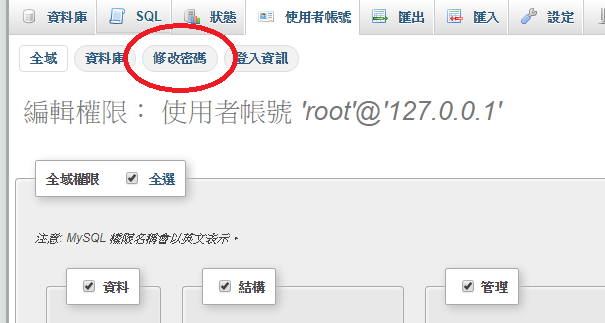 資料庫 SQL 狀態 使用者帳號 匯出 匯入 設定
全域 資料庫 修改密碼 登入資訊
編輯權限： 使用者帳號 'root'@'127.0.0.1'
全域權限 全選
注意: MySQL 權限名稱會以英文表示。
資料 結構 管理